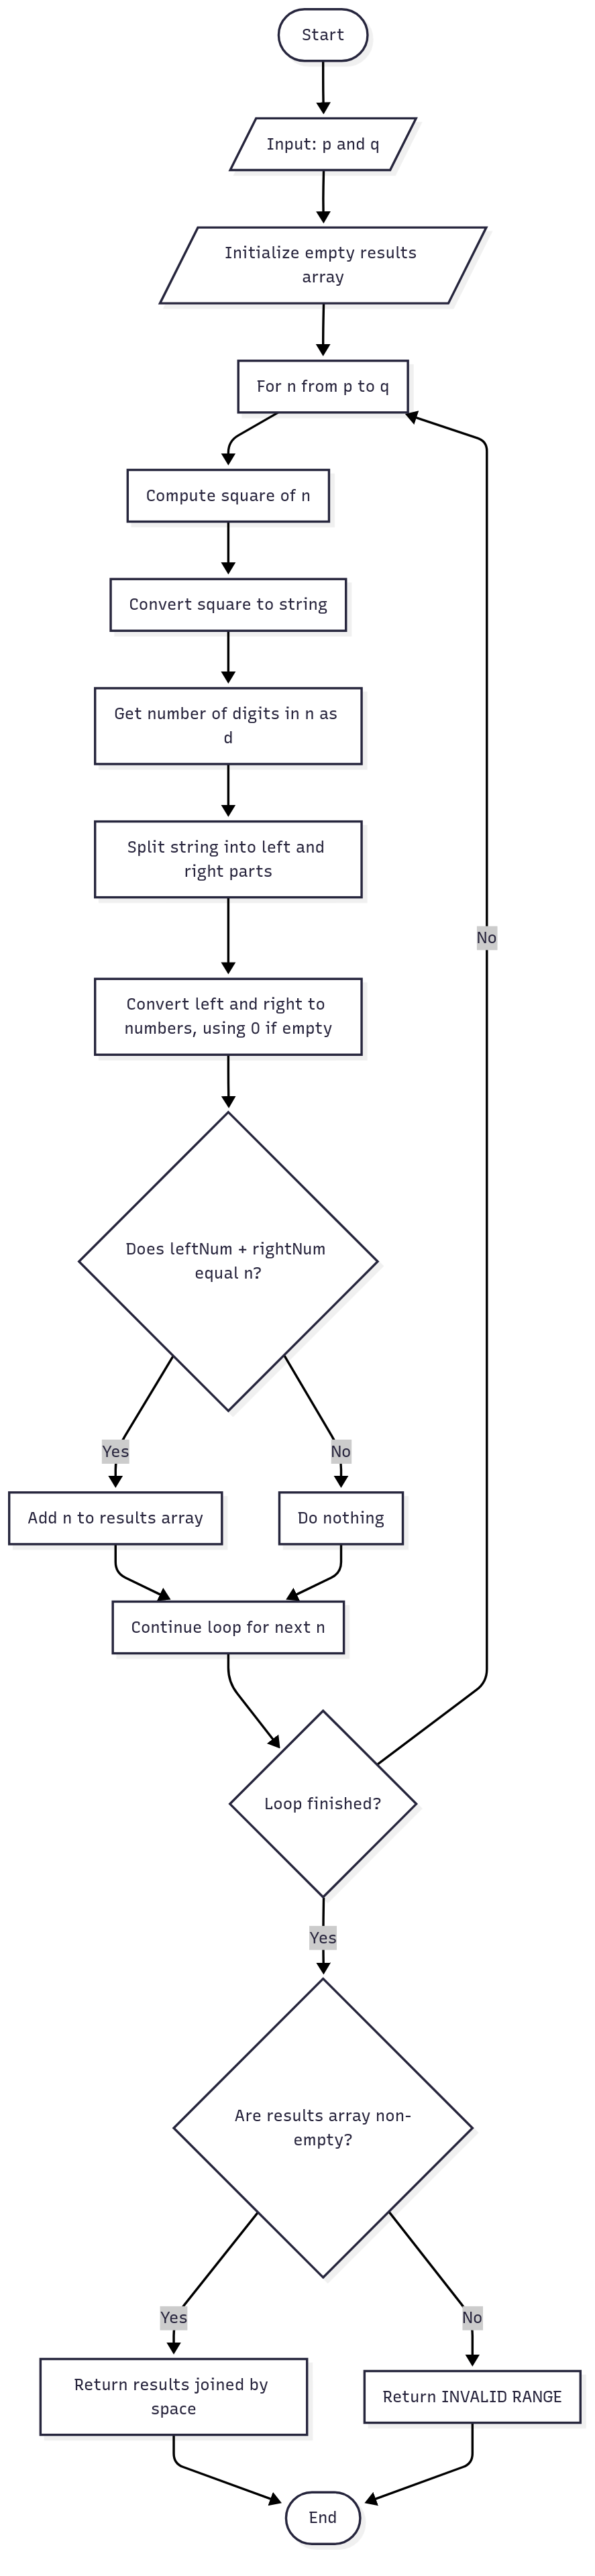 Start
Input: p and q
Initialize empty results
array
For n from p to q
Compute square of n
Convert square to string
Get number of digits in n as
d
Split string into left and
right parts
No
Convert left and right to
numbers, using 0 if empty
Does leftNum + rightNum
equal n?
Yes
No
Add n to results array
Do nothing
Continue loop for next n
Loop finished?
Yes
Are results array non-
empty?
Yes
No
Return results joined by
space
Return INVALID RANGE
End